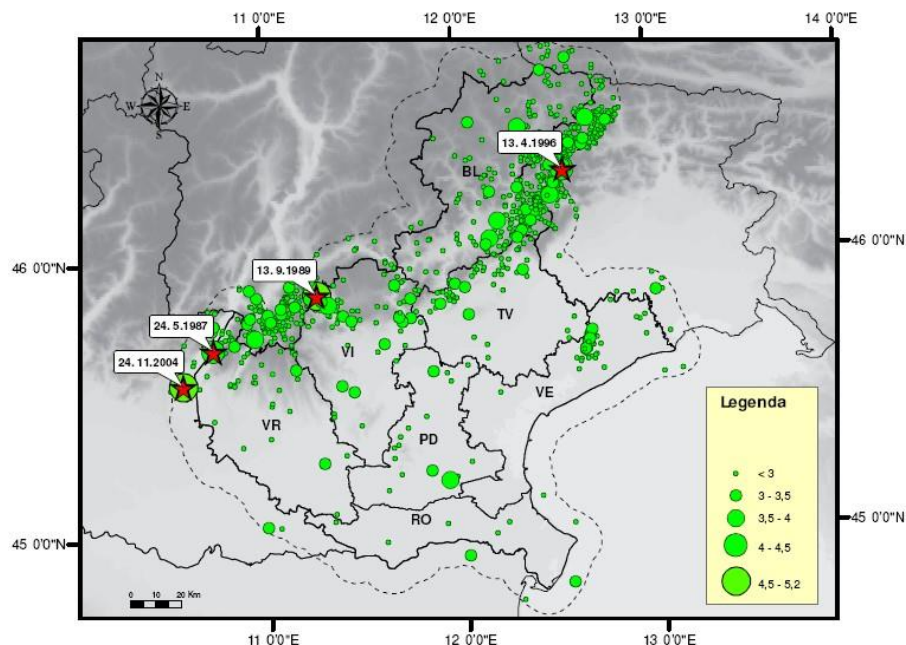 11 0'0"E 12 0'0"E 13 0'0"E 14 0'0"E
N
W E
S
13. 4.1996
BL
46 0'0"N
46 0'0"N
13. 9.1989
24. 5.1987
TV
24. 11.2004
VI
VE
Legenda
VR
PD
< 3
3 - 3,5
RO
3,5 - 4
45 0'0"N
45 0'0"N
4 - 4,5
4,5 - 5,2
0 10 20 Km
11 0'0"E 12 0'0"E 13 0'0"E